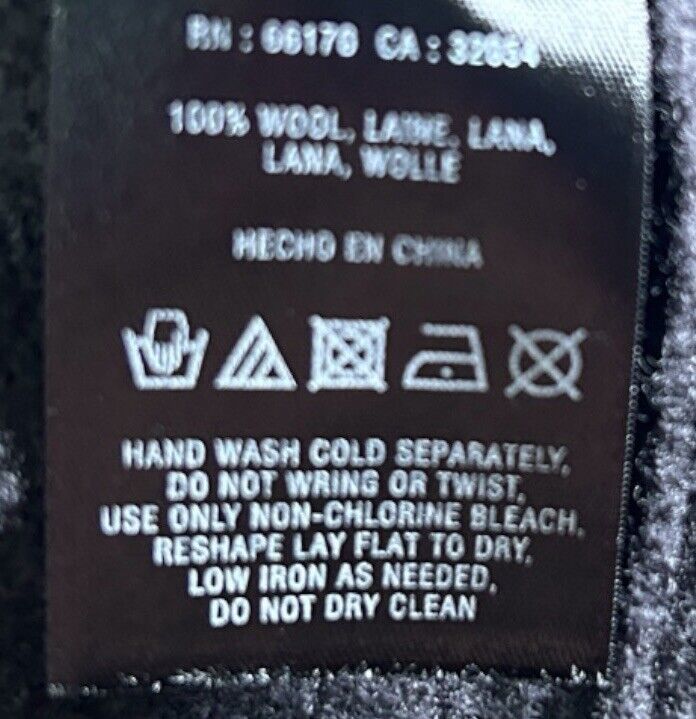 RN : 66170 CA : 32654
100% WOOL, LAINE, LANA,
LANA, WOLLE
HECHO EN CHINA
HAND WASH COLD SEPARATELY,
DO NOT WRING OR TWIST,
USE ONLY NON-CHLORINE BLEACH,
RESHAPE LAY FLAT TO DRY,
LOW IRON AS NEEDED,
DO NOT DRY CLEAN